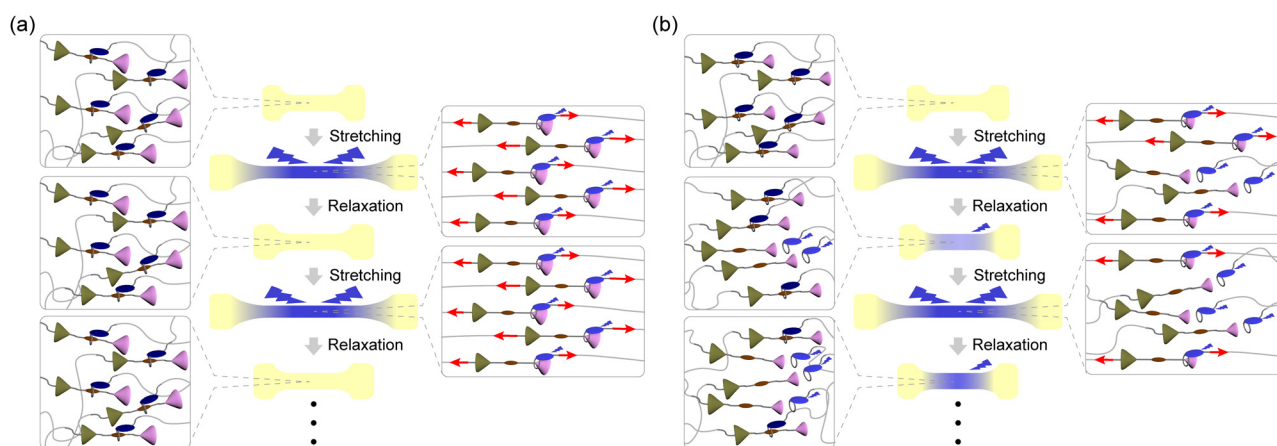 (a)
Stretching
Relaxation
Stretching
Relaxation
(b)
Stretching
Relaxation
Stretching
Relaxation